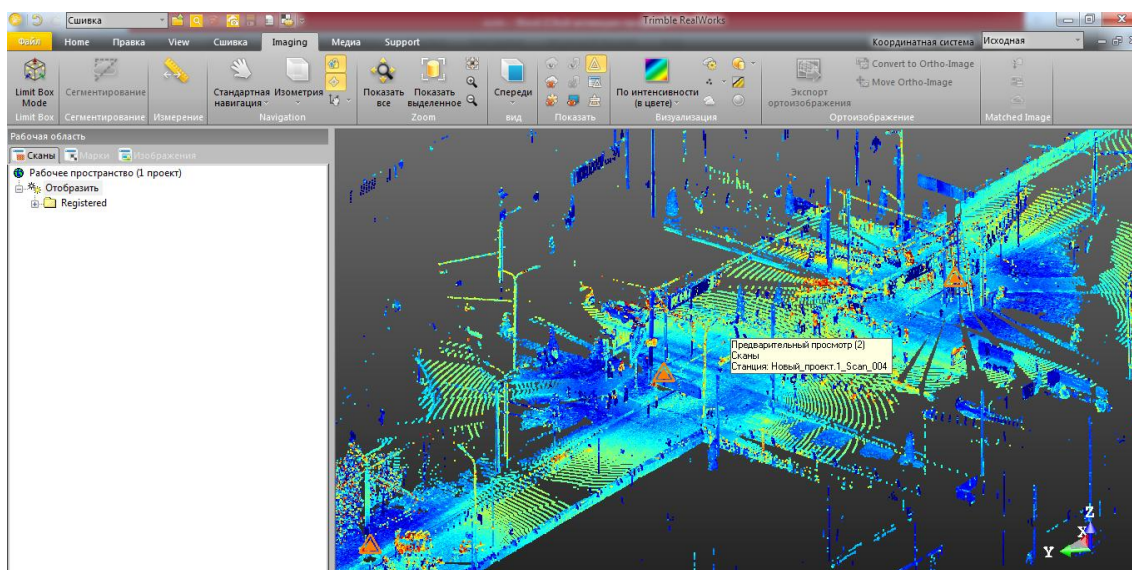 Сшивка
Trimble RealWorks
Файл Home Правка View Сшивка Imaging Медиа Support
Координатная система Исходная
Limit Box Mode
Сегментирование
Измерение
Стандартная навигация
Изометрия
Показать все
Показать выделенное
Спереди
По интенсивности (в цвете)
Экспорт ортоизображения
Convert to Ortho-Image
Move Ortho-Image
Limit Box Сегментирование Измерение Navigation Zoom вид Показать Визуализация Ортоизображение Matched Image
Рабочая область
Сканы Марки Изображения
Рабочее пространство (1 проект)
Отобразить
Registered
Предварительный просмотр (2)
Сканы
Станция: Новый_проект.1_Scan_004
Z
X
Y